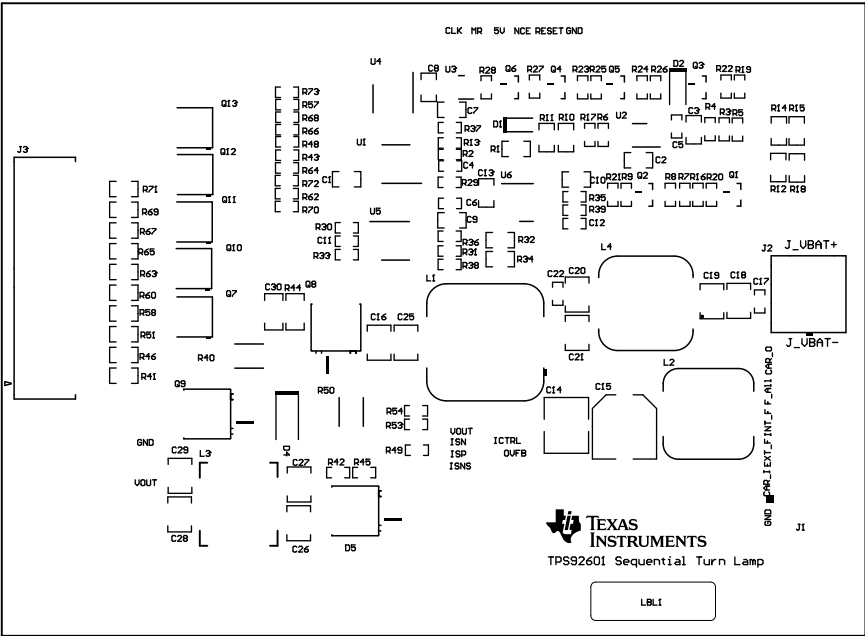 CLK MR 5V NCE RESET GND
U4 C8 U3 R28 Q6 R27 Q4 R23 R25 Q5 R24 R26 D2 Q3 R22 R19
R73
Q13 R57 C7 D1 R11 R10 R17 R6 U2 C3 R4 R3 R5 R14 R15
R68
R66 R37
J3 Q12 R48 U1 R13 R1 C5
R43 R2 C2
R64 C4
R71 R72 C1 R29 C13 U6 C10 R21 R9 Q2 R8 R7 R16 R20 Q1 R12 R18
Q11 R62 R35
R69 R70 C6 R39
R67 U5 C9 C12
R30
Q10 C11 R36 R32
R65 R33 R31 R34 L4 J2 J_VBAT+
R63 R38
R60 Q7 C30 R44 Q8 L1 C22 C20 C19 C18 C17
R58
R51 C16 C25
R46 R40 C21 J_VBAT-
R41 L2
Q9 R50 C14 C15
R54
R53
GND VOUT
ISN ICTRL
C29 L3 D4 C27 R49 ISP OVFB
VOUT R42 R45 ISNS
C28 C26 D5
GND CAR_I EXT_F INT_F F_All CAR_O
J1
TEXAS
INSTRUMENTS
TPS92601 Sequential Turn Lamp
LBL1